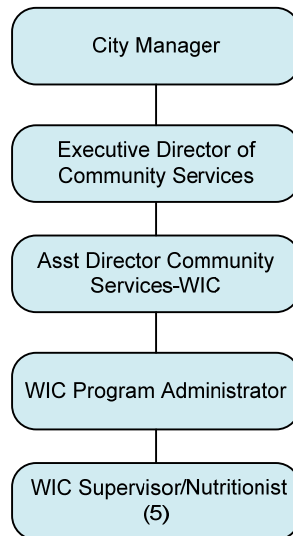 City Manager
Executive Director of
Community Services
Asst Director Community
Services-WIC
WIC Program Administrator
WIC Supervisor/Nutritionist
(5)